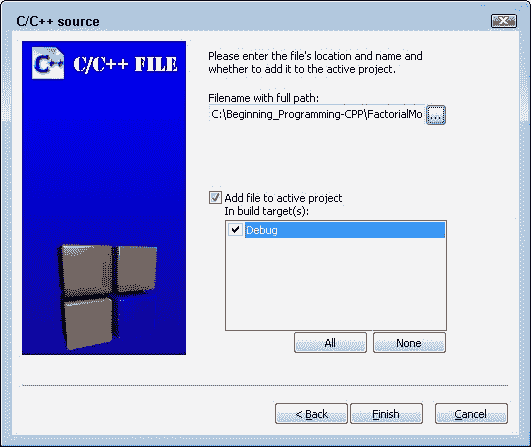 C/C++ source
C++
C/C++ FILE
Please enter the file's location and name and
whether to add it to the active project.
Filename with full path:
C:\Beginning_Programming-CPP\FactorialMo
...
Add file to active project
In build target(s):
Debug
All
None
< Back
Finish
Cancel